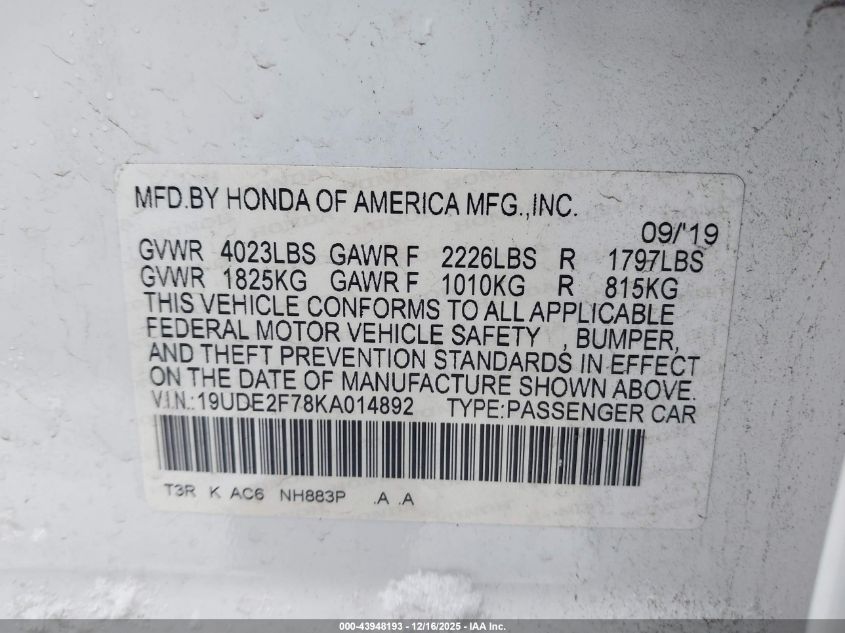 MFD.BY HONDA OF AMERICA MFG.,INC.
09/'19
GVWR 4023LBS GAWR F 2226LBS R 1797LBS
GVWR 1825KG GAWR F 1010KG R 815KG
THIS VEHICLE CONFORMS TO ALL APPLICABLE
FEDERAL MOTOR VEHICLE SAFETY , BUMPER,
AND THEFT PREVENTION STANDARDS IN EFFECT
ON THE DATE OF MANUFACTURE SHOWN ABOVE.
V.I.N.:19UDE2F78KA014892 TYPE:PASSENGER CAR
T3R K AC6 NH883P .A .A
000-43948193 - 12/16/2025 - IAA Inc.